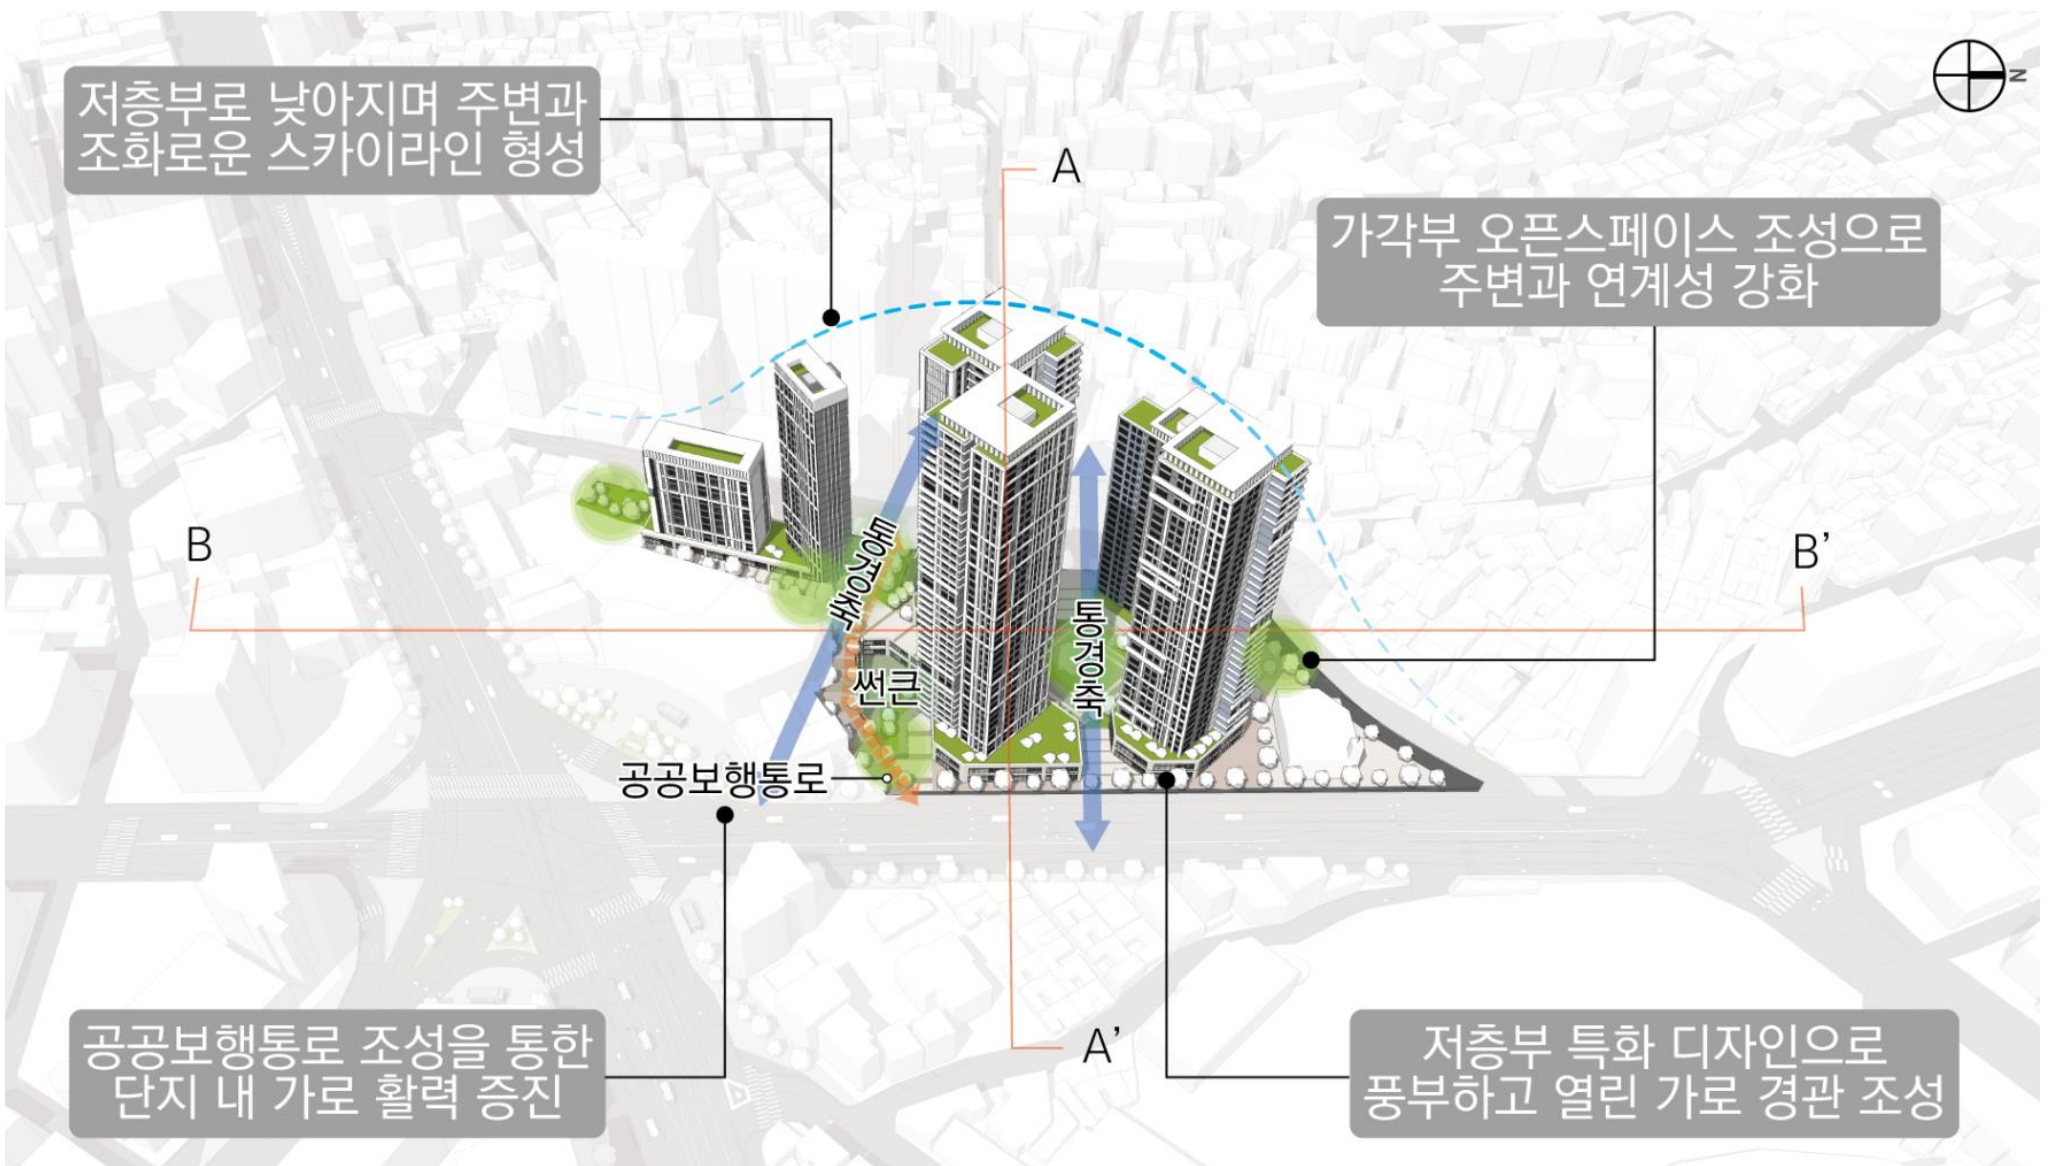 저층부로 낮아지며 주변과
조화로운 스카이라인 형성
N
A
가각부 오픈스페이스 조성으로
주변과 연계성 강화
B
B’
통경축
통경축
썬큰
공공보행통로
A’
공공보행통로 조성을 통한
단지 내 가로 활력 증진
저층부 특화 디자인으로
풍부하고 열린 가로 경관 조성